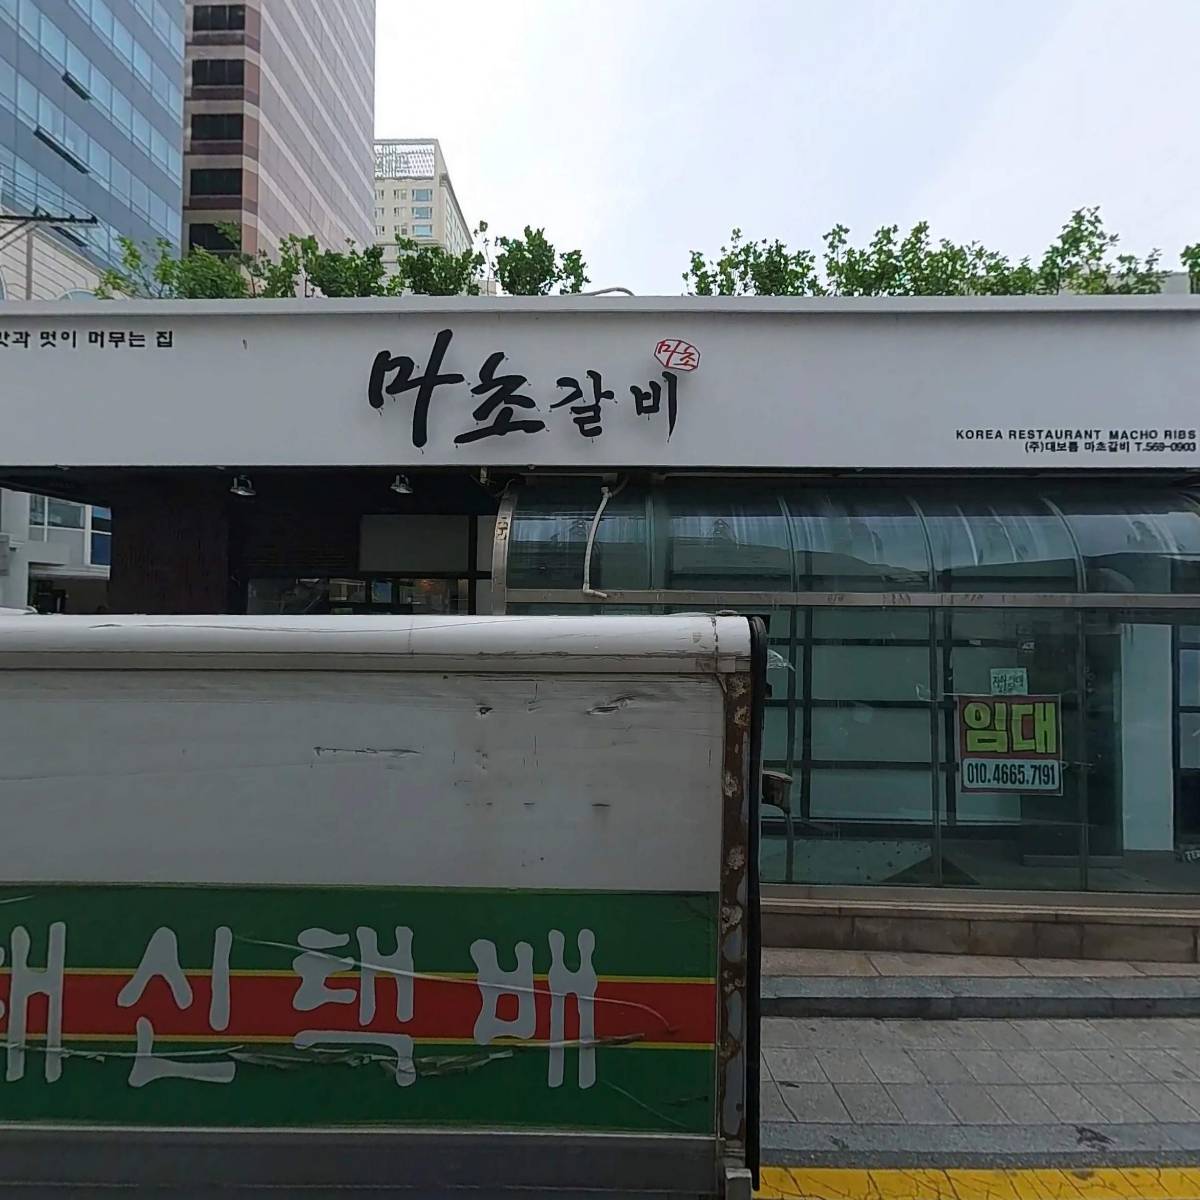 맛과 멋이 머무는 집
마초갈비
마초
KOREA RESTAURANT MACHO RIBS
(주)대보름 마초갈비 T.569-0903
임대
010.4665.7191
신택배